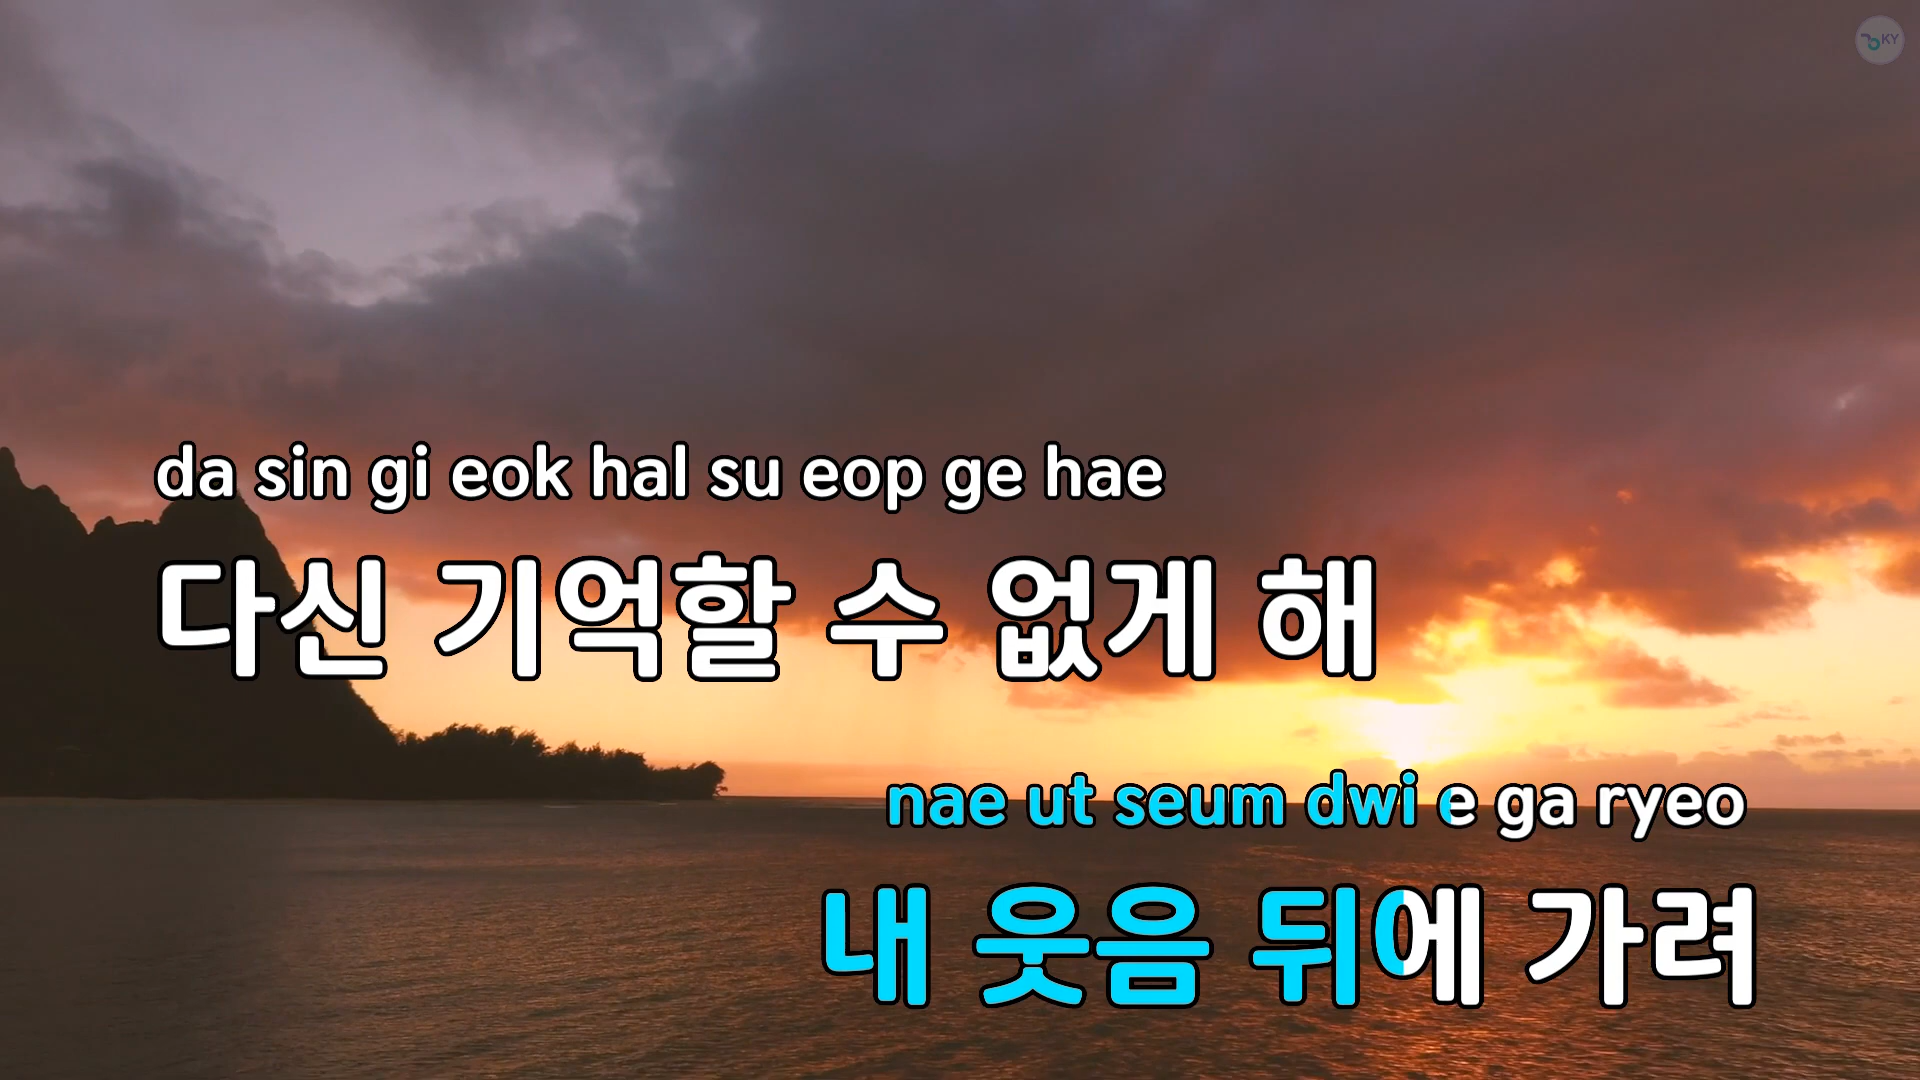 KY
da sin gi eok hal su eop ge hae
다신 기억할 수 없게 해
nae ut seum dwi e ga ryeo
내 웃음 뒤에 가려